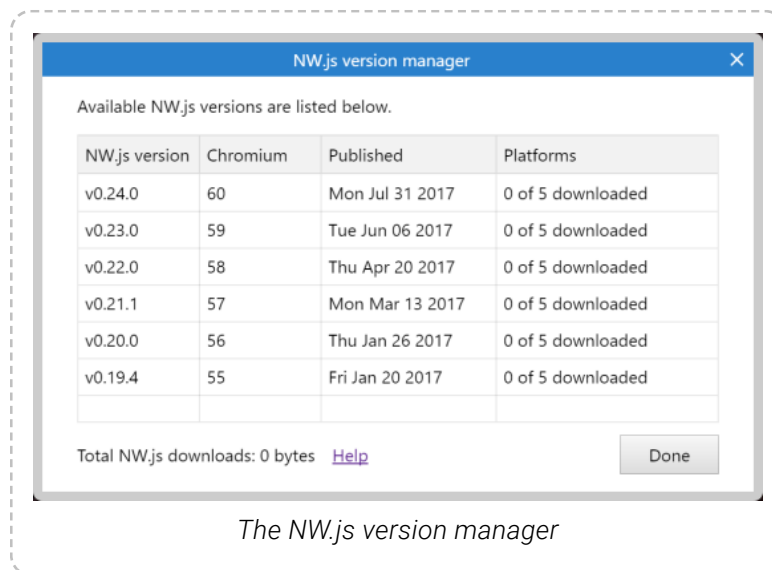 NW.js version manager
Available NW.js versions are listed below.
NW.js version Chromium Published Platforms
v0.24.0 60 Mon Jul 31 2017 0 of 5 downloaded
v0.23.0 59 Tue Jun 06 2017 0 of 5 downloaded
v0.22.0 58 Thu Apr 20 2017 0 of 5 downloaded
v0.21.1 57 Mon Mar 13 2017 0 of 5 downloaded
v0.20.0 56 Thu Jan 26 2017 0 of 5 downloaded
v0.19.4 55 Fri Jan 20 2017 0 of 5 downloaded
Total NW.js downloads: 0 bytes Help Done
The NW.js version manager